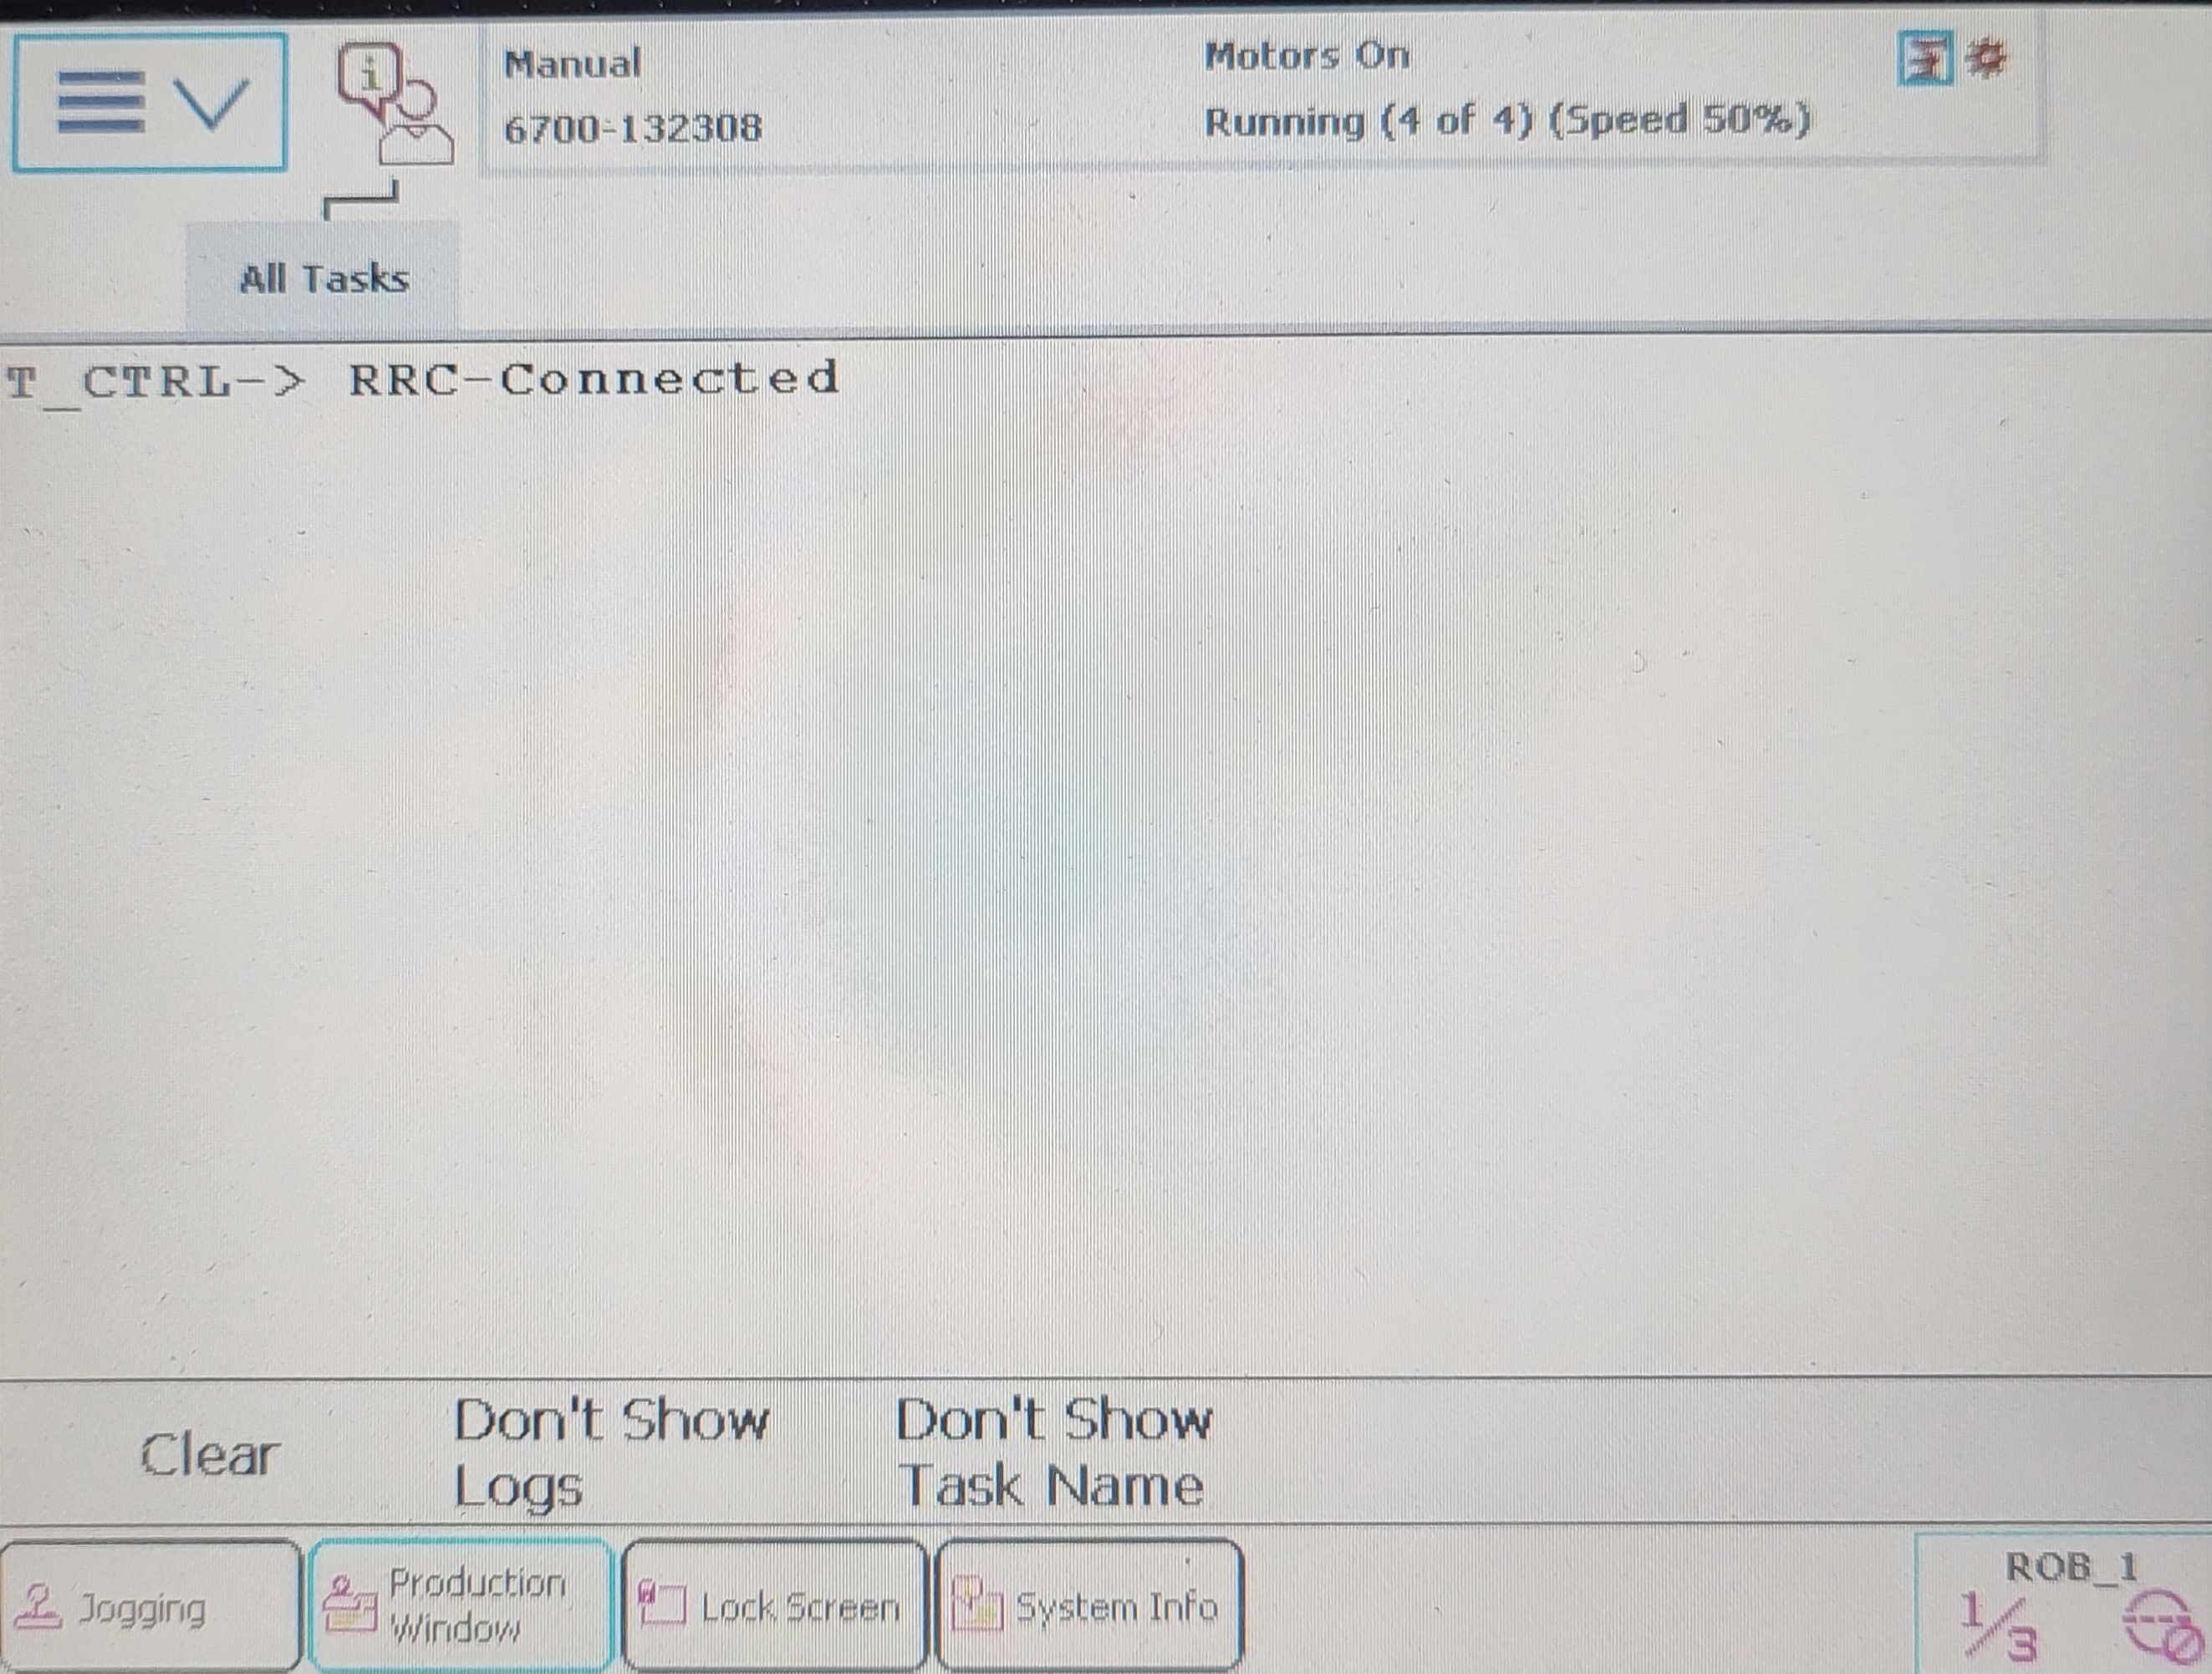 Manual
Motors On
6700-132308
Running (4 of 4) (Speed 50%)
All Tasks
T_CTRL-> RRC-Connected
Clear
Don't Show
Logs
Don't Show
Task Name
Jogging
Production
Window
Lock Screen
System Info
ROB_1
1/3